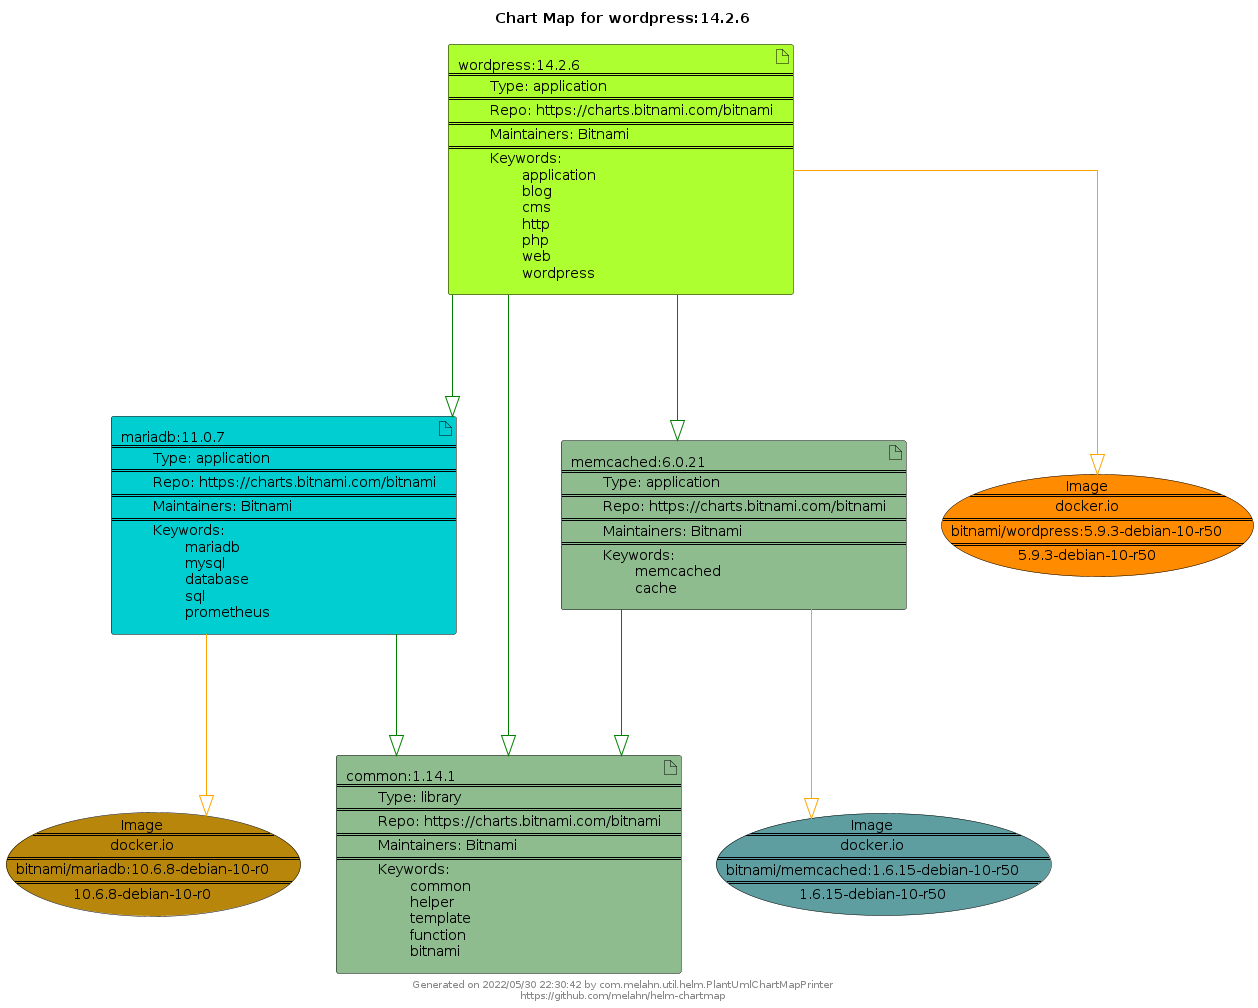 Chart Map for wordpress:14.2.6
wordpress:14.2.6
Type: application
Repo: https://charts.bitnami.com/bitnami
Maintainers: Bitnami
Keywords:
application
blog
cms
http
php
web
wordpress
mariadb:11.0.7
Type: application
Repo: https://charts.bitnami.com/bitnami
Maintainers: Bitnami
Keywords:
mariadb
mysql
database
sql
prometheus
memcached:6.0.21
Type: application
Repo: https://charts.bitnami.com/bitnami
Maintainers: Bitnami
Keywords:
memcached
cache
Image
docker.io
bitnami/wordpress:5.9.3-debian-10-r50
5.9.3-debian-10-r50
Image
docker.io
bitnami/mariadb:10.6.8-debian-10-r0
10.6.8-debian-10-r0
common:1.14.1
Type: library
Repo: https://charts.bitnami.com/bitnami
Maintainers: Bitnami
Keywords:
common
helper
template
function
bitnami
Image
docker.io
bitnami/memcached:1.6.15-debian-10-r50
1.6.15-debian-10-r50
Generated on 2022/05/30 22:30:42 by com.melahn.util.helm.PlantUmlChartMapPrinter
https://github.com/melahn/helm-chartmap